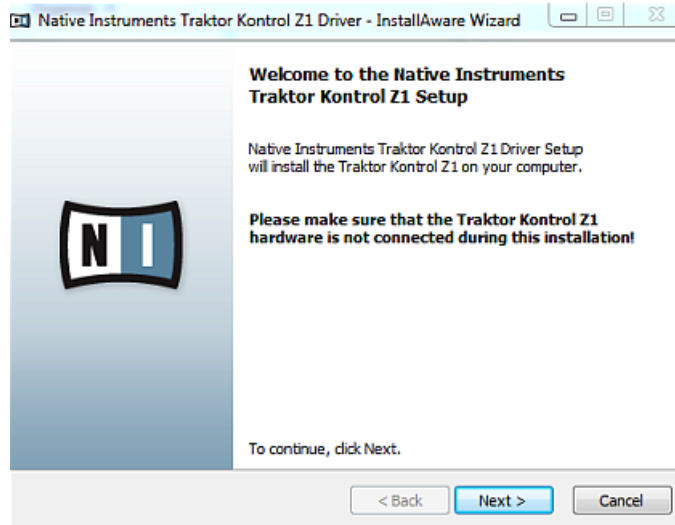 Native Instruments Traktor Kontrol Z1 Driver - InstallAware Wizard
Welcome to the Native Instruments
Traktor Kontrol Z1 Setup
Native Instruments Traktor Kontrol Z1 Driver Setup
will install the Traktor Kontrol Z1 on your computer.
Please make sure that the Traktor Kontrol Z1
hardware is not connected during this installation!
N I
To continue, click Next.
< Back Next > Cancel